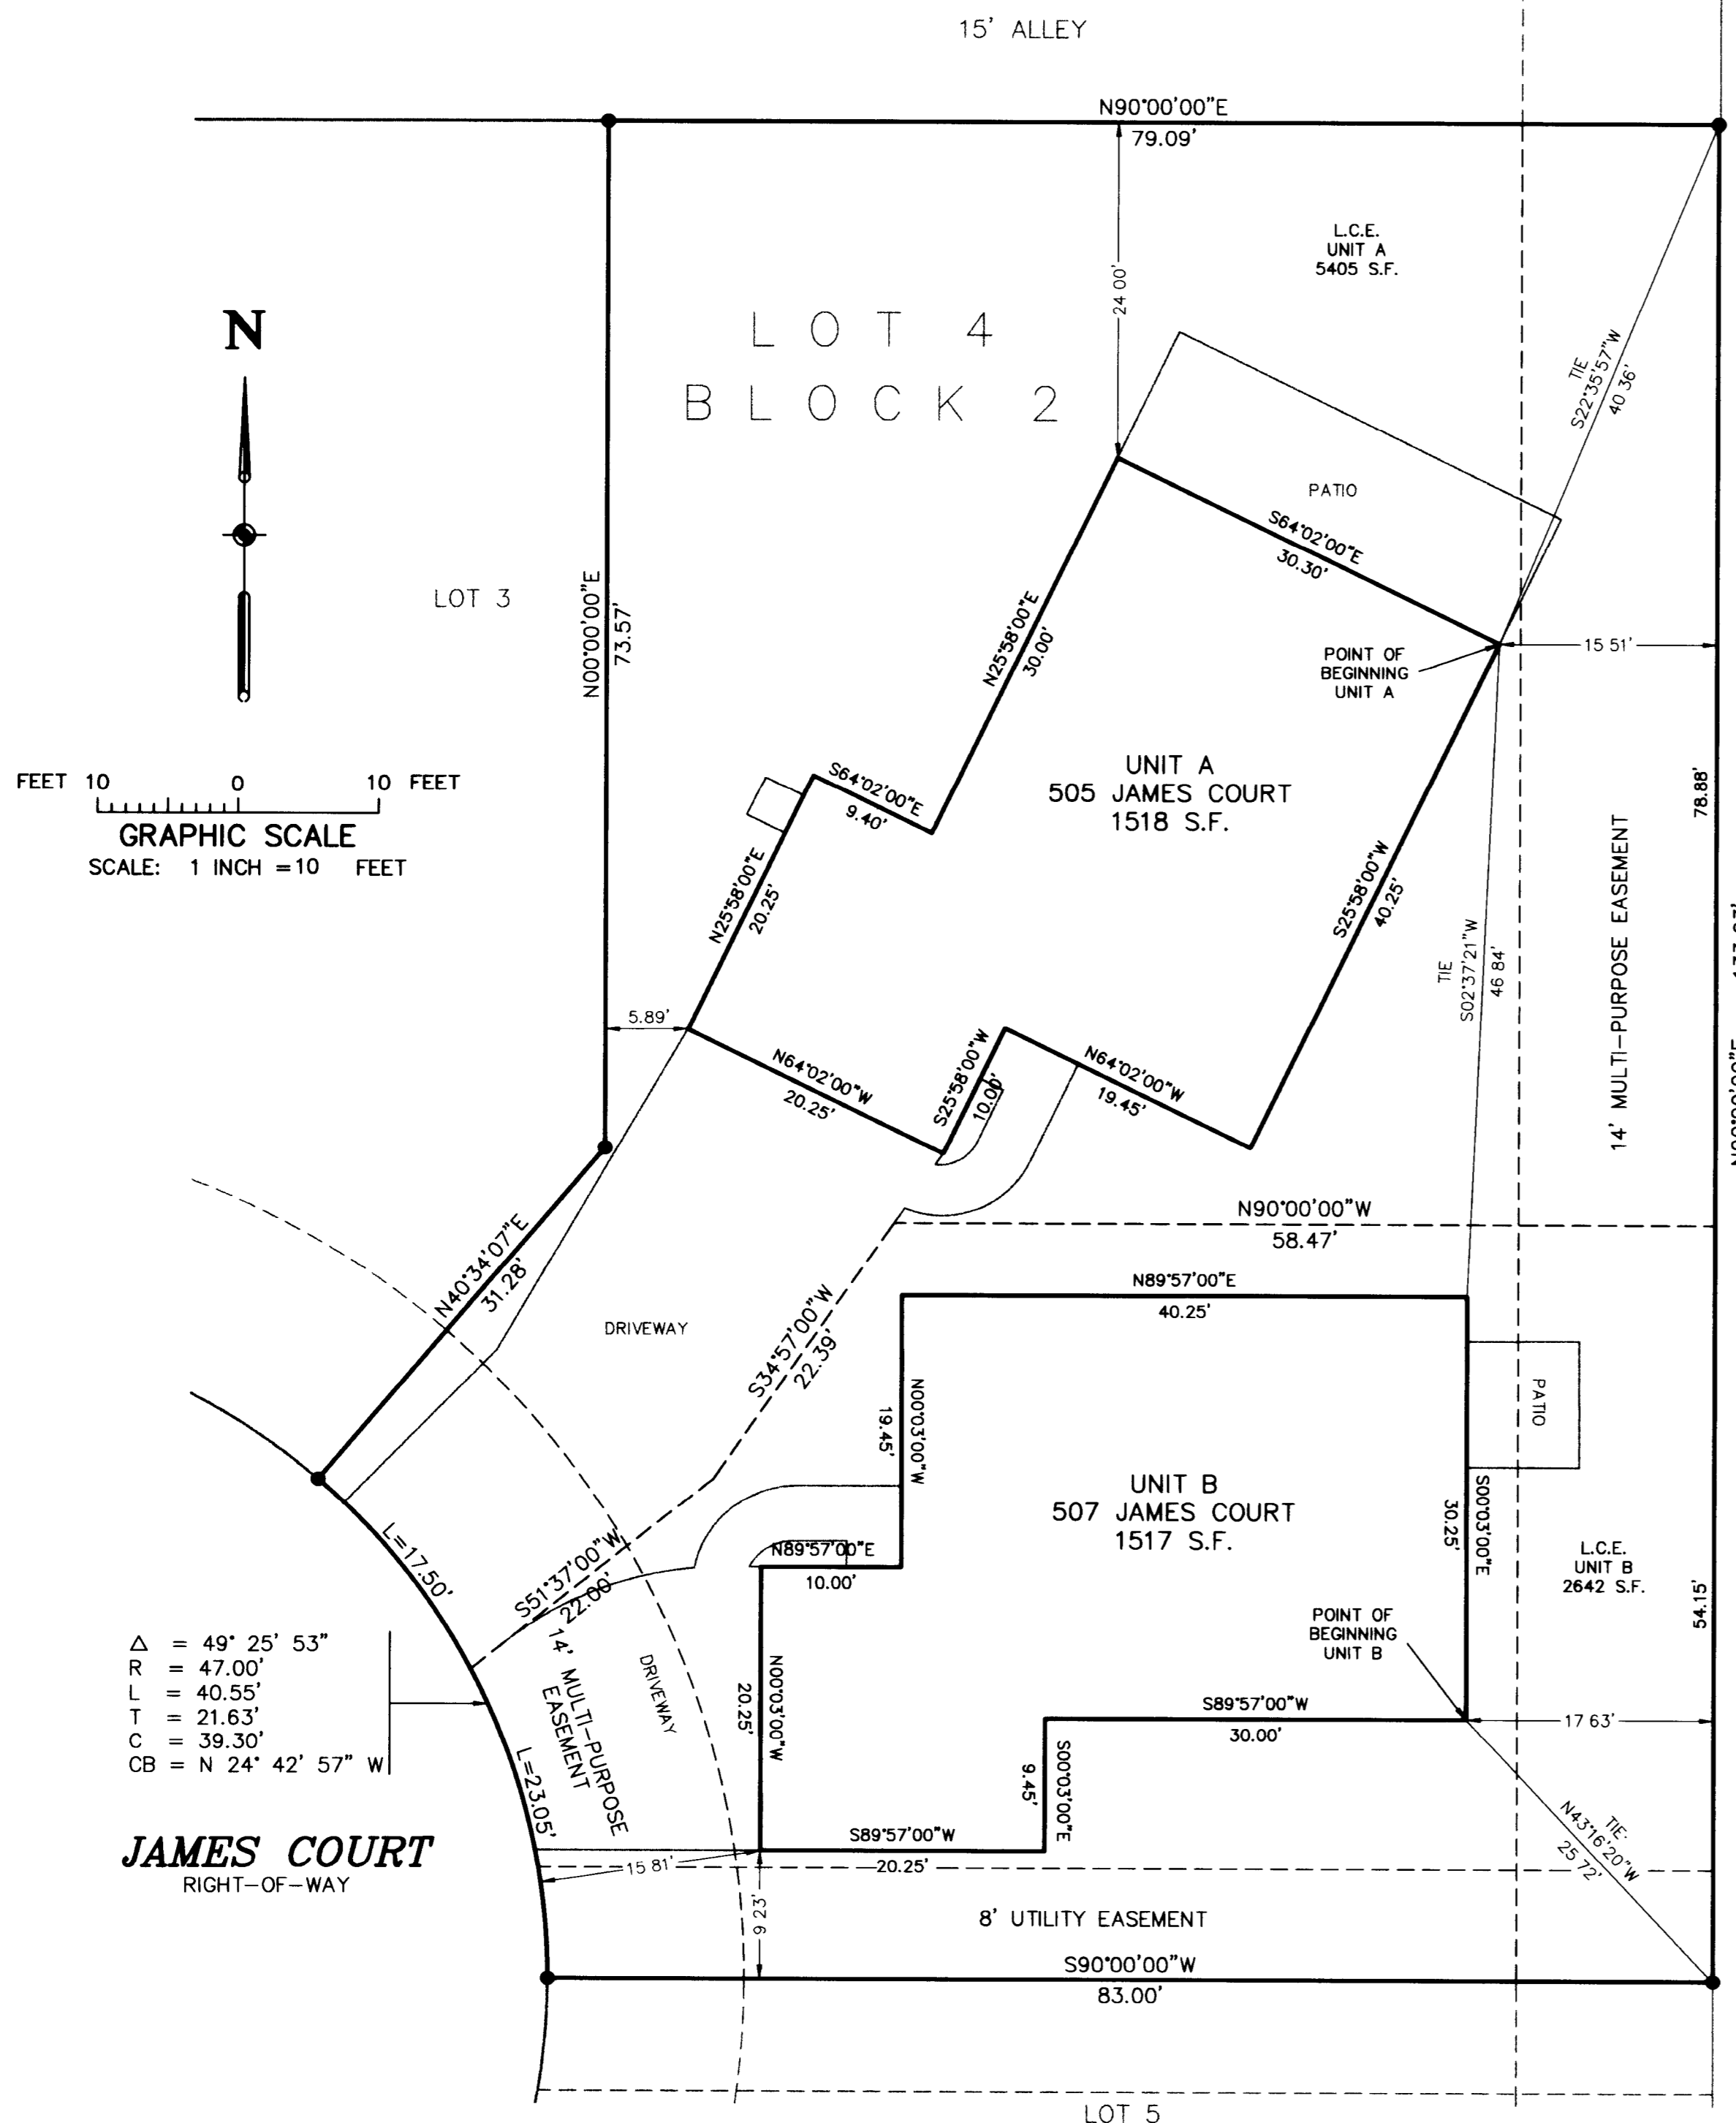 15' ALLEY
N90°00'00"E
79.09'
L.C.E.
UNIT A
5405 S.F.
24 00'
LOT 4
BLOCK 2
N
TIE
S22°35'57"W
40 36'
PATIO
S64°02'00"E
30.30'
LOT 3
N00°00'00"E
73.57'
N25°58'00"E
30.00'
POINT OF
BEGINNING
UNIT A
15 51'
FEET 10 0 10 FEET
GRAPHIC SCALE
SCALE: 1 INCH =10 FEET
S64°02'00"E
9.40'
UNIT A
505 JAMES COURT
1518 S.F.
78.88'
14' MULTI-PURPOSE EASEMENT
N25°58'00"E
20.25'
S25°58'00"W
40.25'
TIE
S02°37'21"W
46 84'
5.89'
N64°02'00"W
20.25'
S25°58'00"W
10.00'
N64°02'00"W
19.45'
N90°00'00"W
58.47'
N40°34'07"E
31.28'
DRIVEWAY
S34°57'00"W
22.39'
N89°57'00"E
40.25'
N00°03'00"W
19.45'
PATIO
UNIT B
507 JAMES COURT
1517 S.F.
S00°03'00"E
30.25'
L.C.E.
UNIT B
2642 S.F.
54.15'
L=17.50'
S51°37'00"W
22.00'
N89°57'00"E
10.00'
POINT OF
BEGINNING
UNIT B
Δ = 49° 25' 53"
R = 47.00'
L = 40.55'
T = 21.63'
C = 39.30'
CB = N 24° 42' 57" W
14' MULTI-PURPOSE
EASEMENT
DRIVEWAY
N00°03'00"W
20.25'
S89°57'00"W
30.00'
17 63'
S00°03'00"E
9.45'
L=23.05'
TIE:
N43°16'20"W
25 72'
JAMES COURT
RIGHT-OF-WAY
S89°57'00"W
20.25'
15 81'
9 23'
8' UTILITY EASEMENT
S90°00'00"W
83.00'
LOT 5